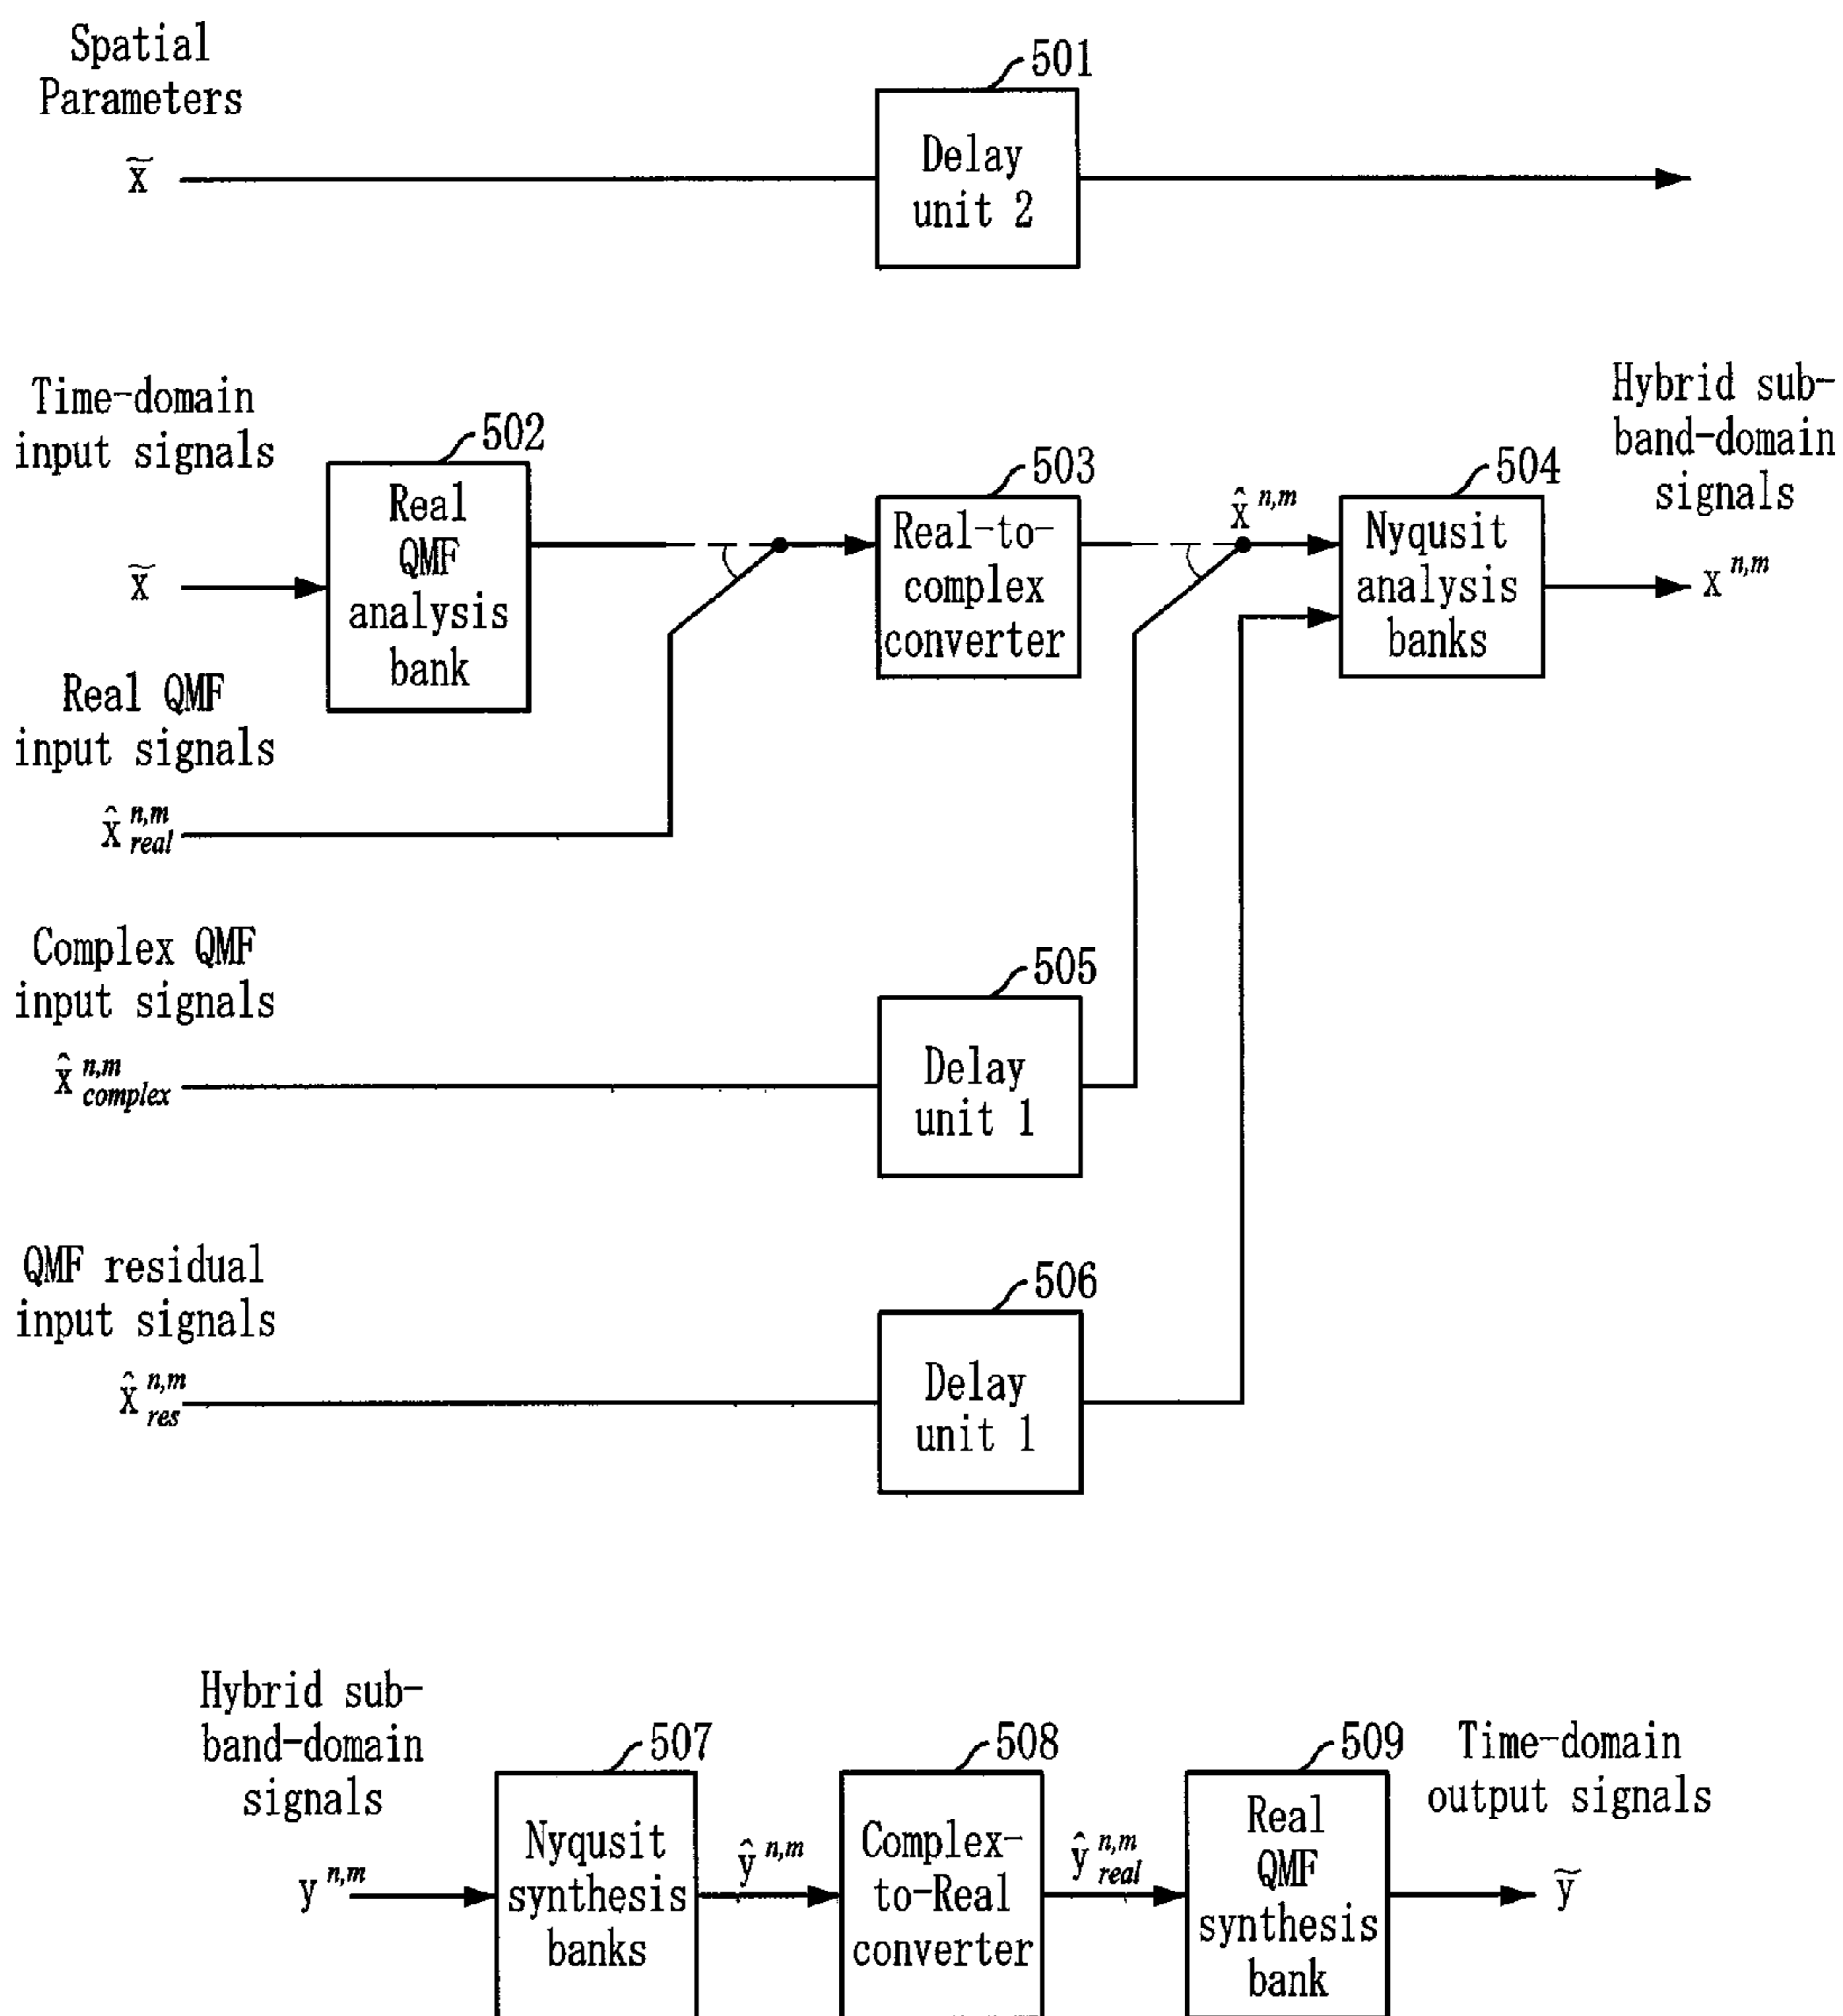 Spatial
Parameters
x̃
501
Delay
unit 2
Time-domain
input signals
x̃
502
Real
QMF
analysis
bank
503
Real-to-
complex
converter
x̂ n,m
504
Nyqusit
analysis
banks
Hybrid sub-
band-domain
signals
x n,m
Real QMF
input signals
x̂ n,m real
Complex QMF
input signals
x̂ n,m complex
505
Delay
unit 1
QMF residual
input signals
x̂ n,m res
506
Delay
unit 1
Hybrid sub-
band-domain
signals
y n,m
507
Nyqusit
synthesis
banks
ŷ n,m
508
Complex-
to-Real
converter
ŷ n,m real
509
Real
QMF
synthesis
bank
Time-domain
output signals
ỹ